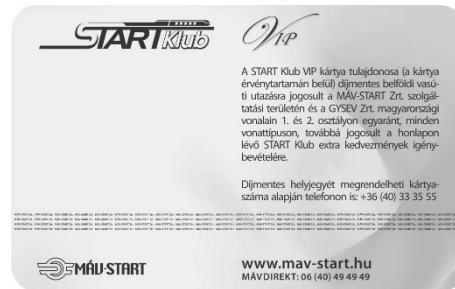 START Klub VIP
A START Klub VIP kártya tulajdonosa (a kártya
érvénytartamán belül) díjmentes belföldi vasú-
ti utazásra jogosult a MÁV-START Zrt. szolgál-
tatási területén és a GYSEV Zrt. magyarországi
vonalain 1. és 2. osztályon egyaránt, minden
vonattípuson, továbbá jogosult a honlapon
lévő START Klub extra kedvezmények igény-
bevételére.
Díjmentes helyjegyét megrendelheti kártya-
száma alapján telefonon is: +36 (40) 33 35 55
MÁV-START
www.mav-start.hu
MÁVDIREKT: 06 (40) 49 49 49